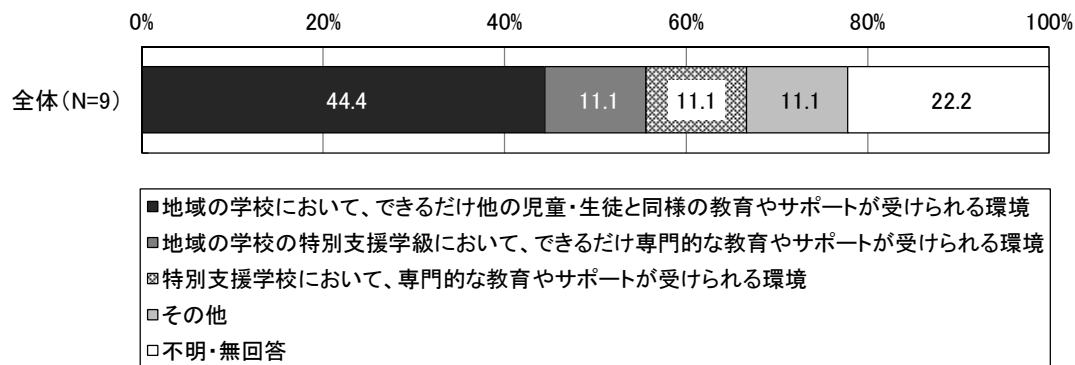 0% 20% 40% 60% 80% 100%
全体(N=9) 44.4 11.1 11.1 11.1 22.2
■地域の学校において、できるだけ他の児童・生徒と同様の教育やサポートが受けられる環境
■地域の学校の特別支援学級において、できるだけ専門的な教育やサポートが受けられる環境
特別支援学校において、専門的な教育やサポートが受けられる環境
その他
不明・無回答